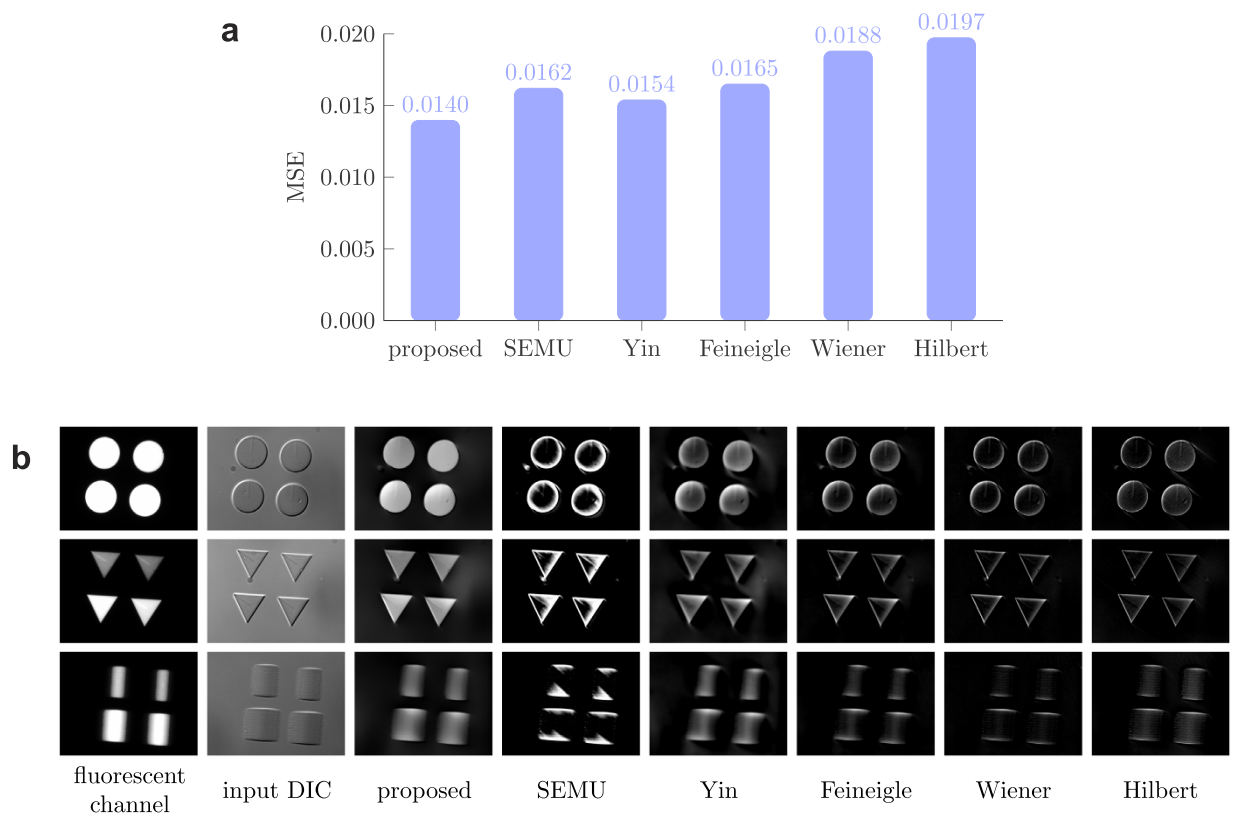 a
0.020
0.015
0.010
0.005
0.000
MSE
0.0140
0.0162
0.0154
0.0165
0.0188
0.0197
proposed
SEMU
Yin
Feineigle
Wiener
Hilbert
b
fluorescent
channel
input DIC
proposed
SEMU
Yin
Feineigle
Wiener
Hilbert